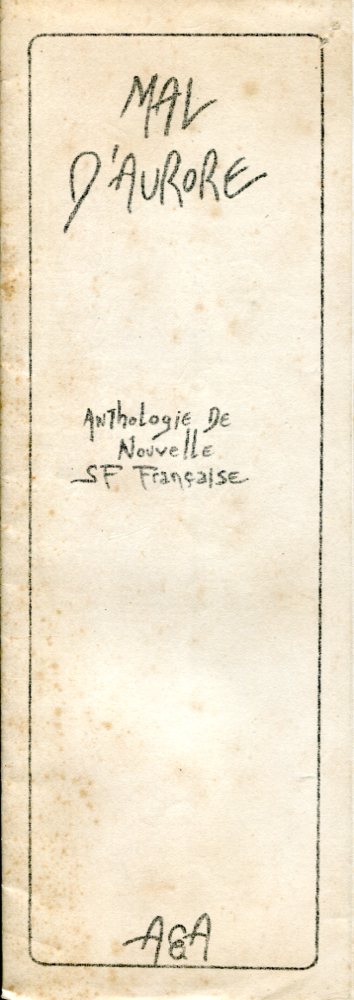 MAL
D'AURORE
Anthologie De
Nouvelle
SF Française
A&A